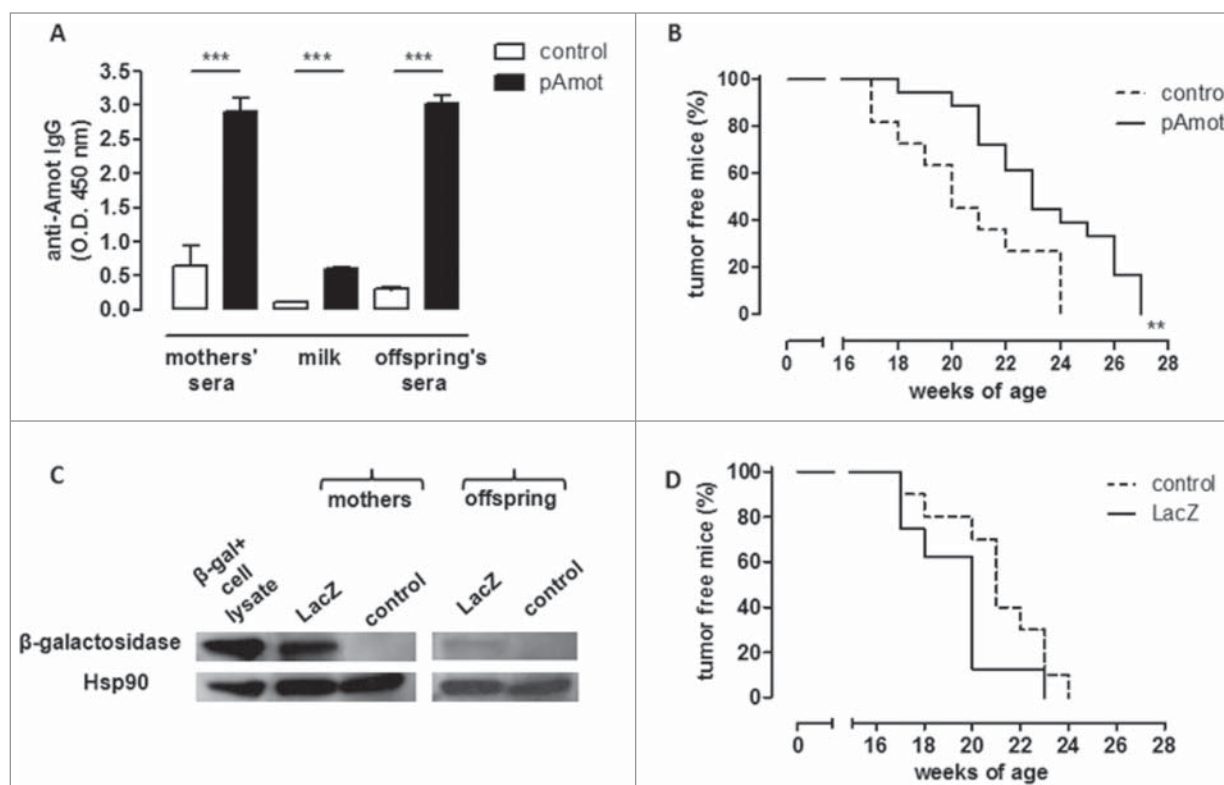 A
control
pAmot
*** *** ***
anti-Amot IgG
(O.D. 450 nm)
3.5
3.0
2.5
2.0
1.5
1.0
0.5
0.0
mothers' sera
milk
offspring's sera
B
control
pAmot
tumor free mice (%)
100
80
60
40
20
0
**
0 16 18 20 22 24 26 28
weeks of age
C
mothers offspring
β-gal+ cell lysate
LacZ
control
LacZ
control
β-galactosidase
Hsp90
D
control
LacZ
tumor free mice (%)
100
80
60
40
20
0
0 16 18 20 22 24 26 28
weeks of age